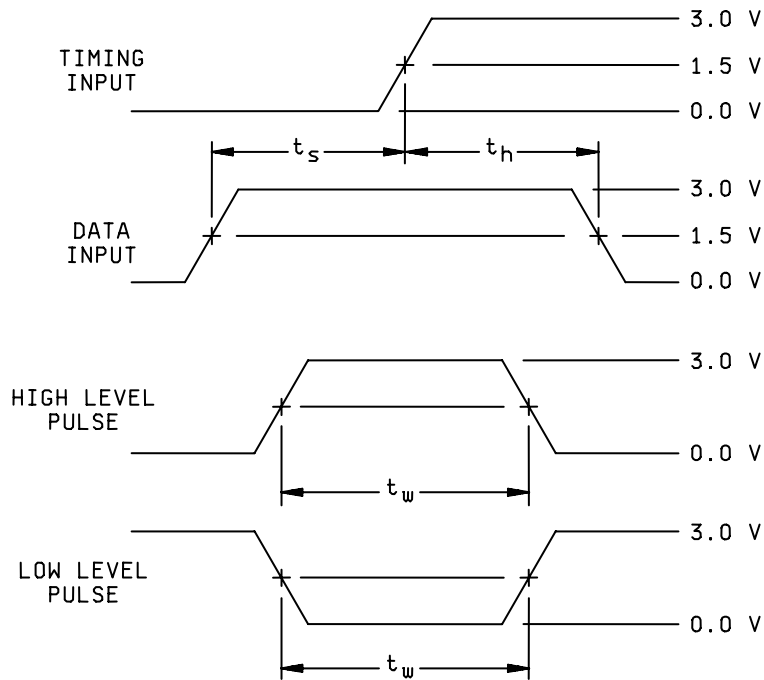 TIMING
INPUT
3.0 V
1.5 V
0.0 V
ts
th
DATA
INPUT
3.0 V
1.5 V
0.0 V
HIGH LEVEL
PULSE
3.0 V
0.0 V
tw
LOW LEVEL
PULSE
3.0 V
0.0 V
tw